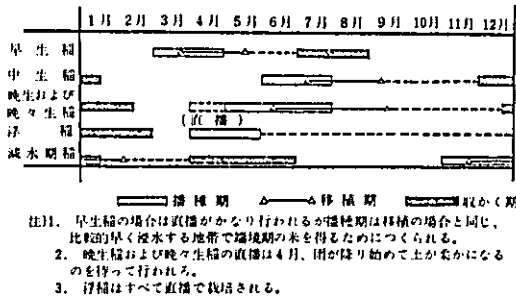 1月 2月 3月 4月 5月 6月 7月 8月 9月 10月 11月 12月
早生稲
中生稲
晩生および
晩々生稲
(直播)
浮稲
減水期稲
播種期 移植期 収かく期
注)1. 早生稲の場合は直播がかなり行われるが播種期は移植の場合と同じ,
比較的早く浸水する地帯で端境期の米を得るためにつくられる。
2. 晩生稲および晩々生稲の直播は4月、雨が降り始めて土が柔かになる
のを待って行われる。
3. 浮稲はすべて直播で栽培される。